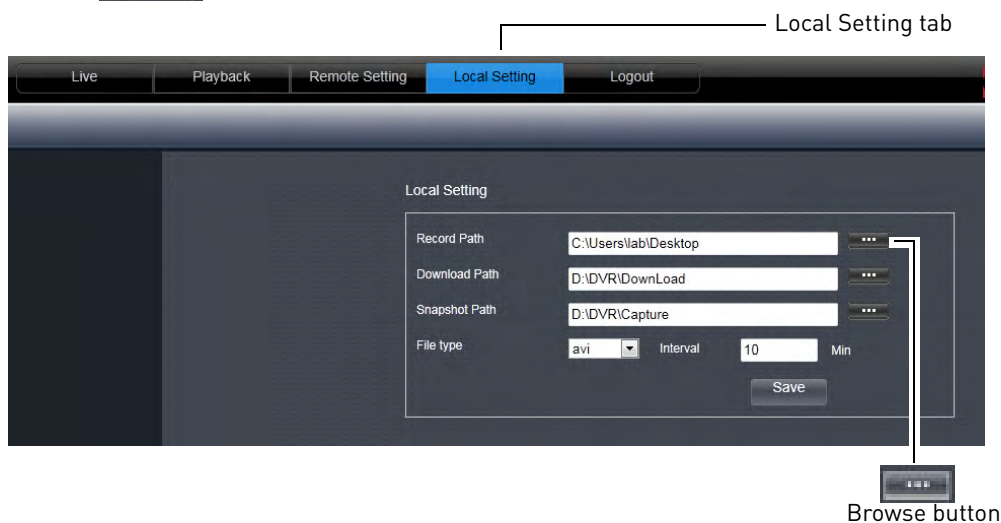 Local Setting tab
Live Playback Remote Setting Local Setting Logout
Local Setting
Record Path C:\Users\lab\Desktop ...
Download Path D:\DVR\DownLoad ...
Snapshot Path D:\DVR\Capture ...
File type avi Interval 10 Min
Save
...
Browse button